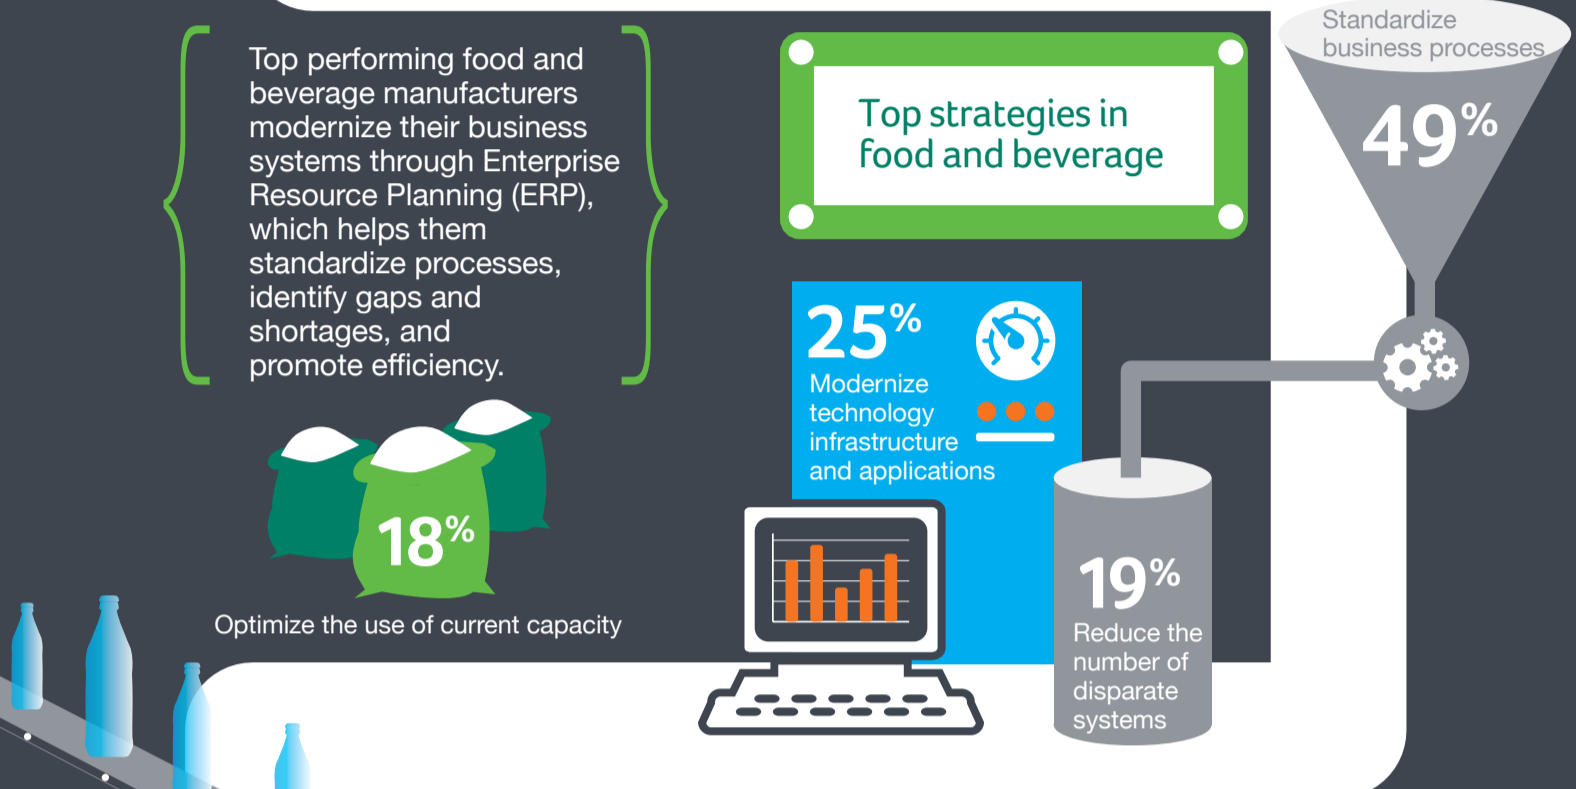 Top performing food and
beverage manufacturers
modernize their business
systems through Enterprise
Resource Planning (ERP),
which helps them
standardize processes,
identify gaps and
shortages, and
promote efficiency.
18%
Optimize the use of current capacity
Top strategies in
food and beverage
25%
Modernize
technology
infrastructure
and applications
Standardize
business processes
49%
19%
Reduce the
number of
disparate
systems